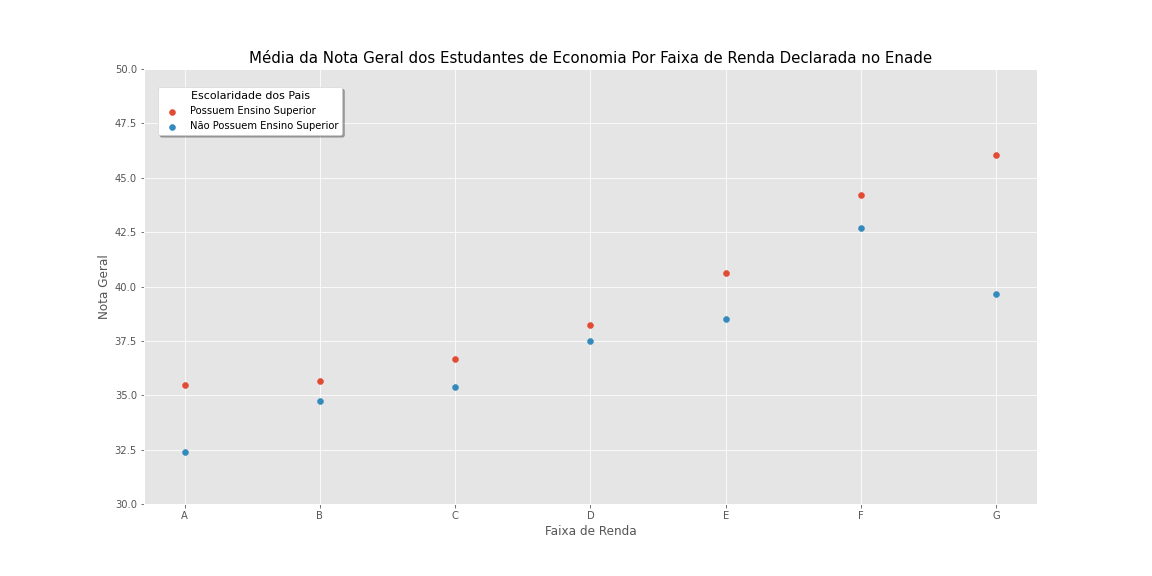 Média da Nota Geral dos Estudantes de Economia Por Faixa de Renda Declarada no Enade
50.0
47.5
45.0
42.5
40.0
37.5
35.0
32.5
30.0
Nota Geral
Escolaridade dos Pais
Possuem Ensino Superior
Não Possuem Ensino Superior
A B C D E F G
Faixa de Renda